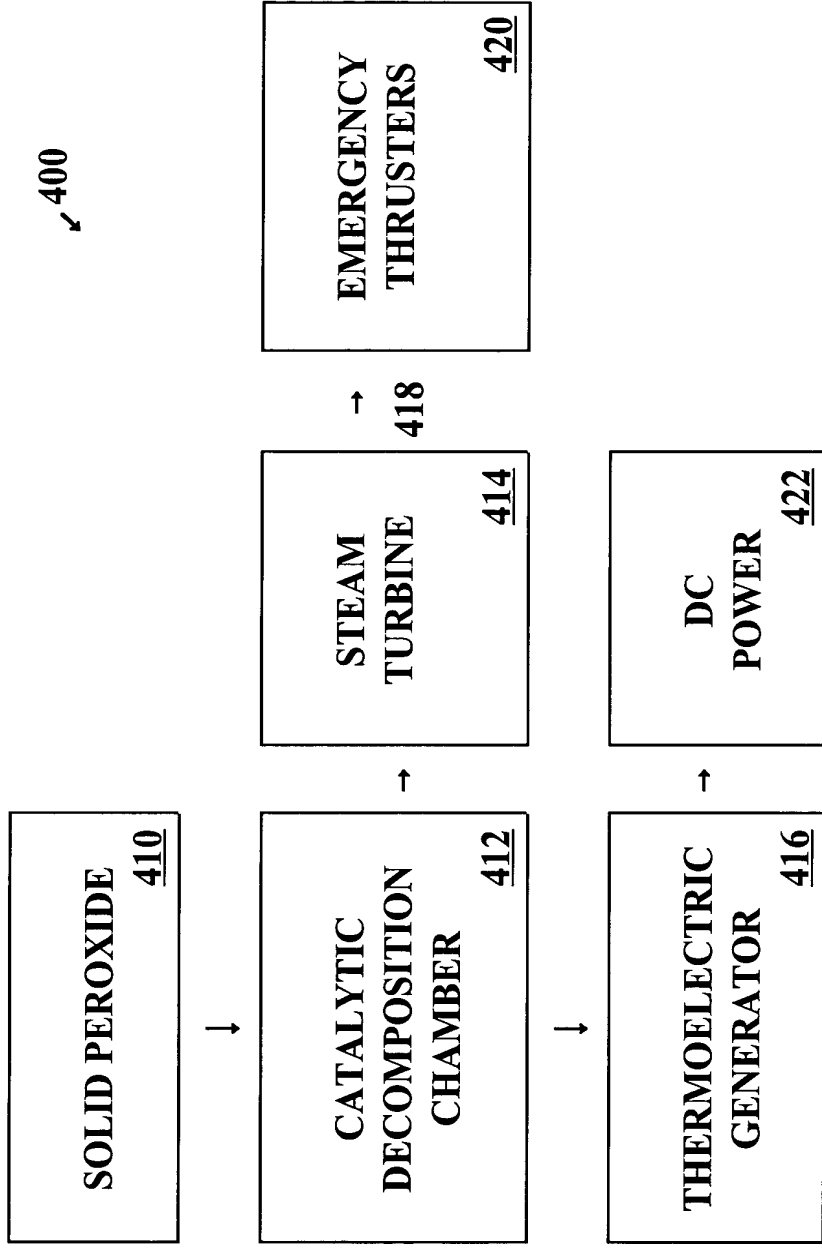 400
SOLID PEROXIDE
410
CATALYTIC
DECOMPOSITION
CHAMBER
412
STEAM
TURBINE
414
418
EMERGENCY
THRUSTERS
420
THERMOELECTRIC
GENERATOR
416
DC
POWER
422